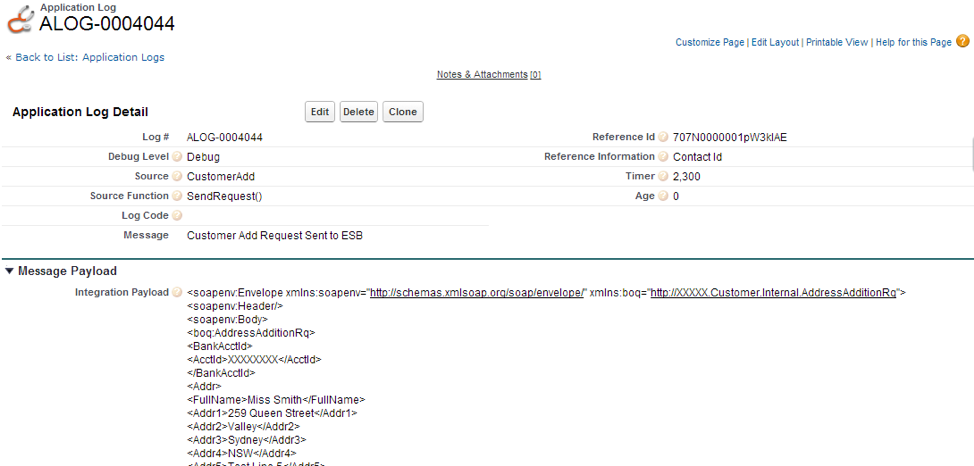 Application Log
ALOG-0004044
Customize Page | Edit Layout | Printable View | Help for this Page ?
« Back to List: Application Logs
Notes & Attachments [0]
Application Log Detail Edit Delete Clone
Log # ALOG-0004044 Reference Id ? 707N0000001pW3kIAE
Debug Level ? Debug Reference Information ? Contact Id
Source ? CustomerAdd Timer ? 2,300
Source Function ? SendRequest() Age ? 0
Log Code ?
Message Customer Add Request Sent to ESB
Message Payload
Integration Payload ? <soapenv:Envelope xmlns:soapenv="http://schemas.xmlsoap.org/soap/envelope/" xmlns:boq="http://XXXXX.Customer.Internal.AddressAdditionRq">
<soapenv:Header/>
<soapenv:Body>
<boq:AddressAdditionRq>
<BankAcctId>
<AcctId>XXXXXXXX</AcctId>
</BankAcctId>
<Addr>
<FullName>Miss Smith</FullName>
<Addr1>259 Queen Street</Addr1>
<Addr2>Valley</Addr2>
<Addr3>Sydney</Addr3>
<Addr4>NSW</Addr4>
<Addr5>Test Line 5</Addr5>